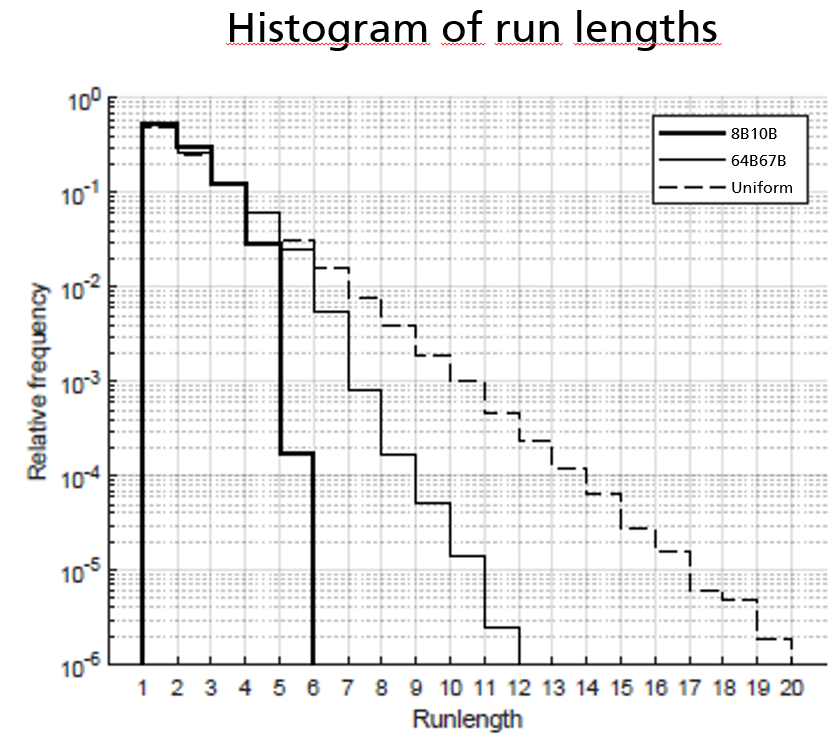 Histogram of run lengths
10^0
10^-1
10^-2
10^-3
10^-4
10^-5
10^-6
Relative frequency
8B10B
64B67B
Uniform
1 2 3 4 5 6 7 8 9 10 11 12 13 14 15 16 17 18 19 20
Runlength